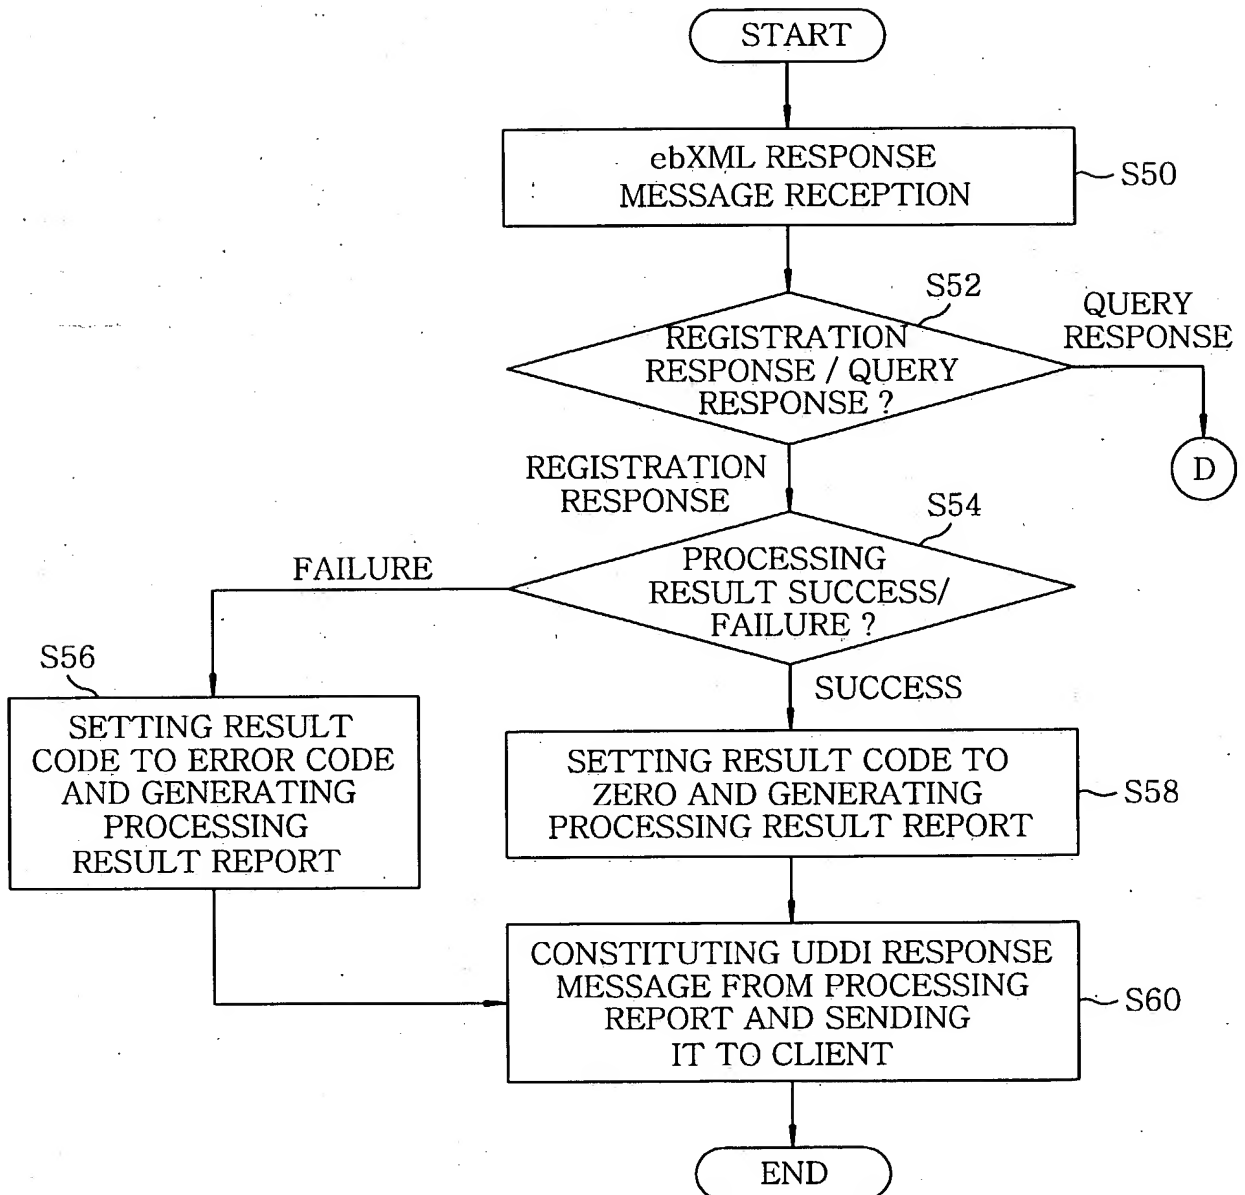 START
ebXML RESPONSE
MESSAGE RECEPTION
S50
S52
REGISTRATION
RESPONSE / QUERY
RESPONSE ?
QUERY
RESPONSE
D
REGISTRATION
RESPONSE
S54
PROCESSING
RESULT SUCCESS/
FAILURE ?
FAILURE
SUCCESS
S56
SETTING RESULT
CODE TO ERROR CODE
AND GENERATING
PROCESSING
RESULT REPORT
SETTING RESULT CODE TO
ZERO AND GENERATING
PROCESSING RESULT REPORT
S58
CONSTITUTING UDDI RESPONSE
MESSAGE FROM PROCESSING
REPORT AND SENDING
IT TO CLIENT
S60
END